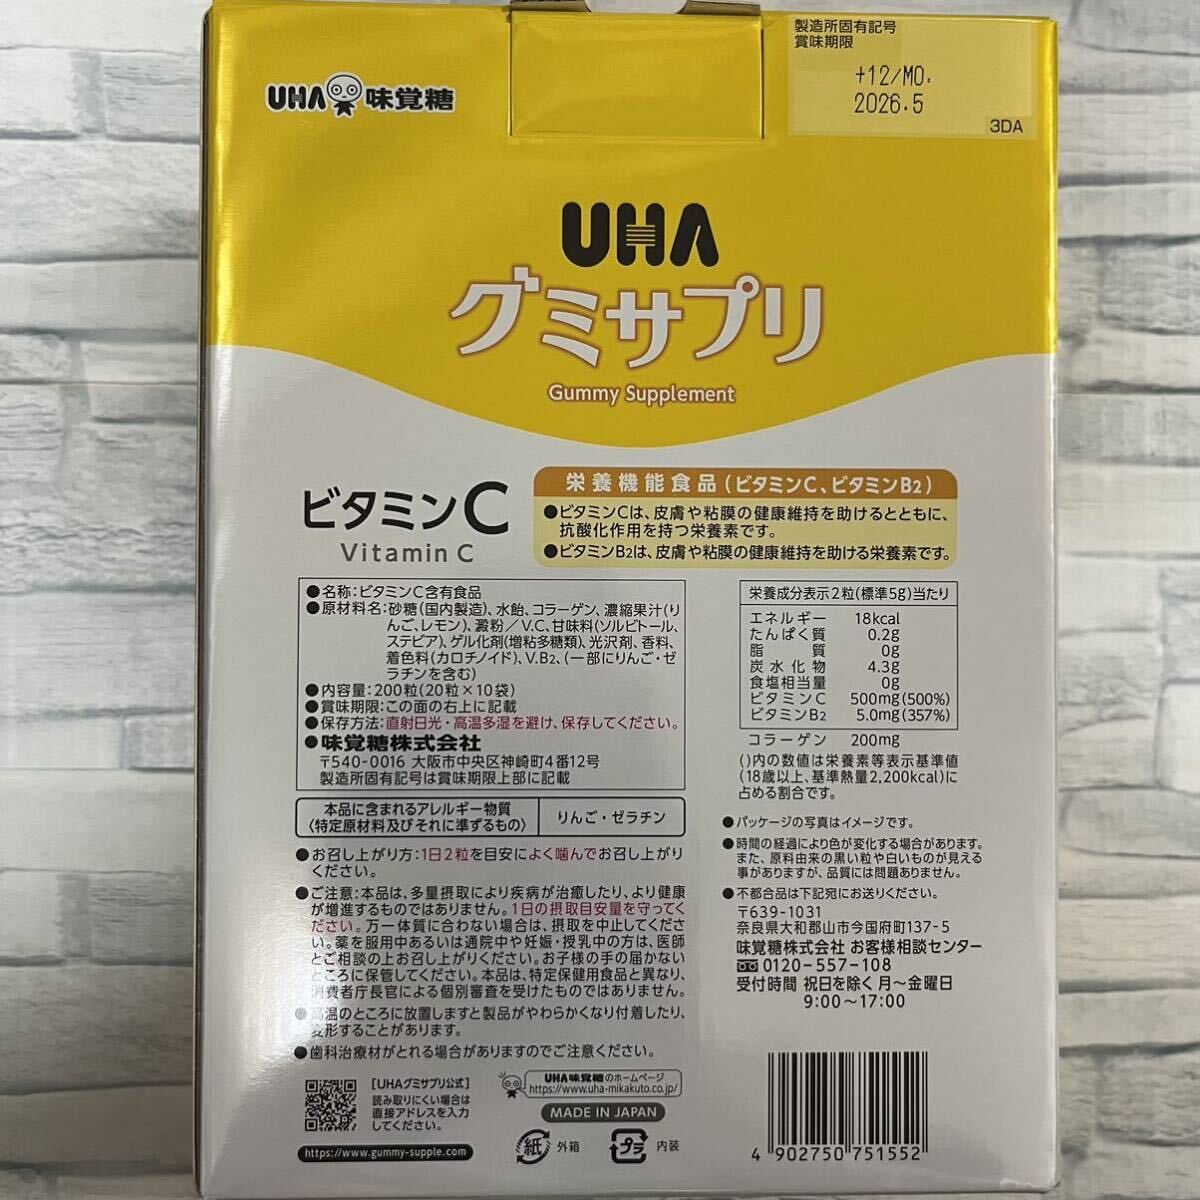 UHA 味覚糖
製造所固有記号
賞味期限
+12/MO.
2026.5
3DA
UHA
グミサプリ
Gummy Supplement
ビタミンC
Vitamin C
栄養機能食品(ビタミンC、ビタミンB2)
●ビタミンCは、皮膚や粘膜の健康維持を助けるとともに、
抗酸化作用を持つ栄養素です。
●ビタミンB2は、皮膚や粘膜の健康維持を助ける栄養素です。
●名称:ビタミンC含有食品
●原材料名:砂糖(国内製造)、水飴、コラーゲン、濃縮果汁(り
んご、レモン)、澱粉/V.C、甘味料(ソルビトール、
ステビア)、ゲル化剤(増粘多糖類)、光沢剤、香料、
着色料(カロチノイド)、V.B2、(一部にりんご・ゼ
ラチンを含む)
●内容量:200粒(20粒×10袋)
●賞味期限:この面の右上に記載
●保存方法:直射日光・高温多湿を避け、保存してください。
●味覚糖株式会社
〒540-0016 大阪市中央区神崎町4番12号
製造所固有記号は賞味期限上部に記載
本品に含まれるアレルギー物質
〈特定原材料及びそれに準ずるもの〉
りんご・ゼラチン
●お召し上がり方:1日2粒を目安によく噛んでお召し上がり
ください。
●ご注意:本品は、多量摂取により疾病が治癒したり、より健康
が増進するものではありません。1日の摂取目安量を守ってく
ださい。万一体質に合わない場合は、摂取を中止してくださ
い。薬を服用中あるいは通院中や妊娠・授乳中の方は、医師
とご相談の上お召し上がりください。お子様の手の届かない
ところに保管してください。本品は、特定保健用食品と異なり、
消費者庁長官による個別審査を受けたものではありません。
●高温のところに放置しますと製品がやわらかくなり付着したり、
変形することがあります。
●歯科治療材がとれる場合がありますのでご注意ください。
【UHAグミサプリ公式】
読み取りにくい場合は
直接アドレスを入力
してください。
https://www.gummy-supple.com
UHA味覚糖のホームページ
https://www.uha-mikakuto.co.jp/
MADE IN JAPAN
紙 外箱
プラ 内装
栄養成分表示2粒(標準5g)当たり
エネルギー 18kcal
たんぱく質 0.2g
脂質 0g
炭水化物 4.3g
食塩相当量 0g
ビタミンC 500mg(500%)
ビタミンB2 5.0mg(357%)
コラーゲン 200mg
()内の数値は栄養素等表示基準値
(18歳以上、基準熱量2,200kcal)に
占める割合です。
●パッケージの写真はイメージです。
●時間の経過により色が変化する場合があります。
また、原料由来の黒い粒や白いものが見える
事がありますが、品質には問題ありません。
●不都合品は下記宛にお送りください。
〒639-1031
奈良県大和郡山市今国府町137-5
味覚糖株式会社 お客様相談センター
0120-557-108
受付時間 祝日を除く 月～金曜日
9:00～17:00
4 902750 751552